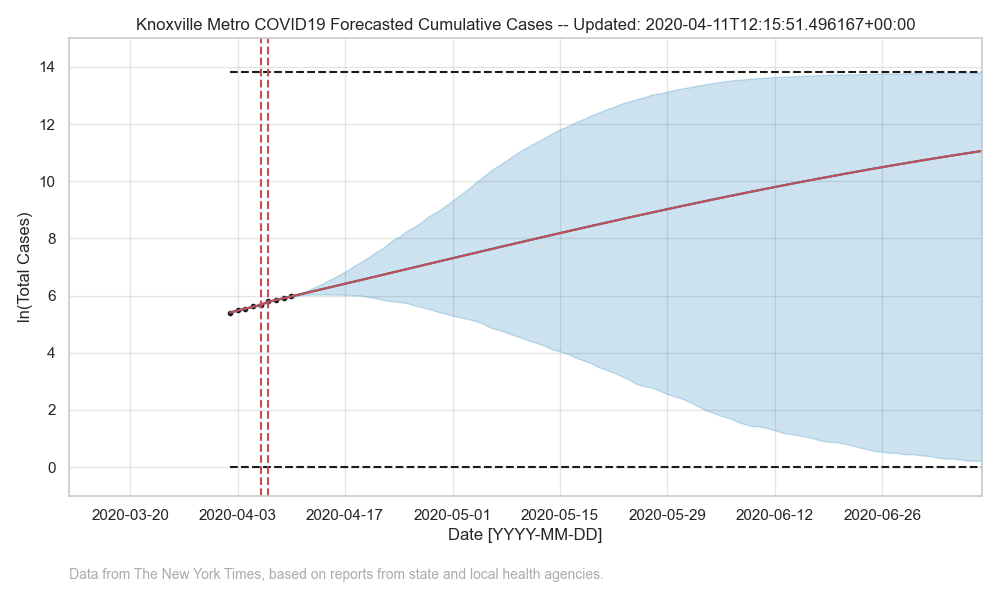 Knoxville Metro COVID19 Forecasted Cumulative Cases -- Updated: 2020-04-11T12:15:51.496167+00:00
ln(Total Cases)
14
12
10
8
6
4
2
0
2020-03-20 2020-04-03 2020-04-17 2020-05-01 2020-05-15 2020-05-29 2020-06-12 2020-06-26
Date [YYYY-MM-DD]
Data from The New York Times, based on reports from state and local health agencies.